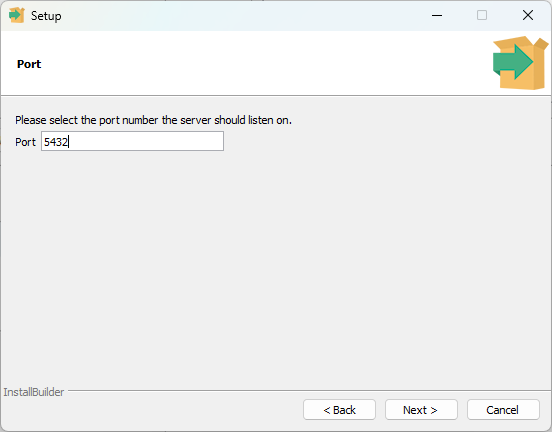 Setup
Port
Please select the port number the server should listen on.
Port 5432
InstallBuilder
< Back Next > Cancel